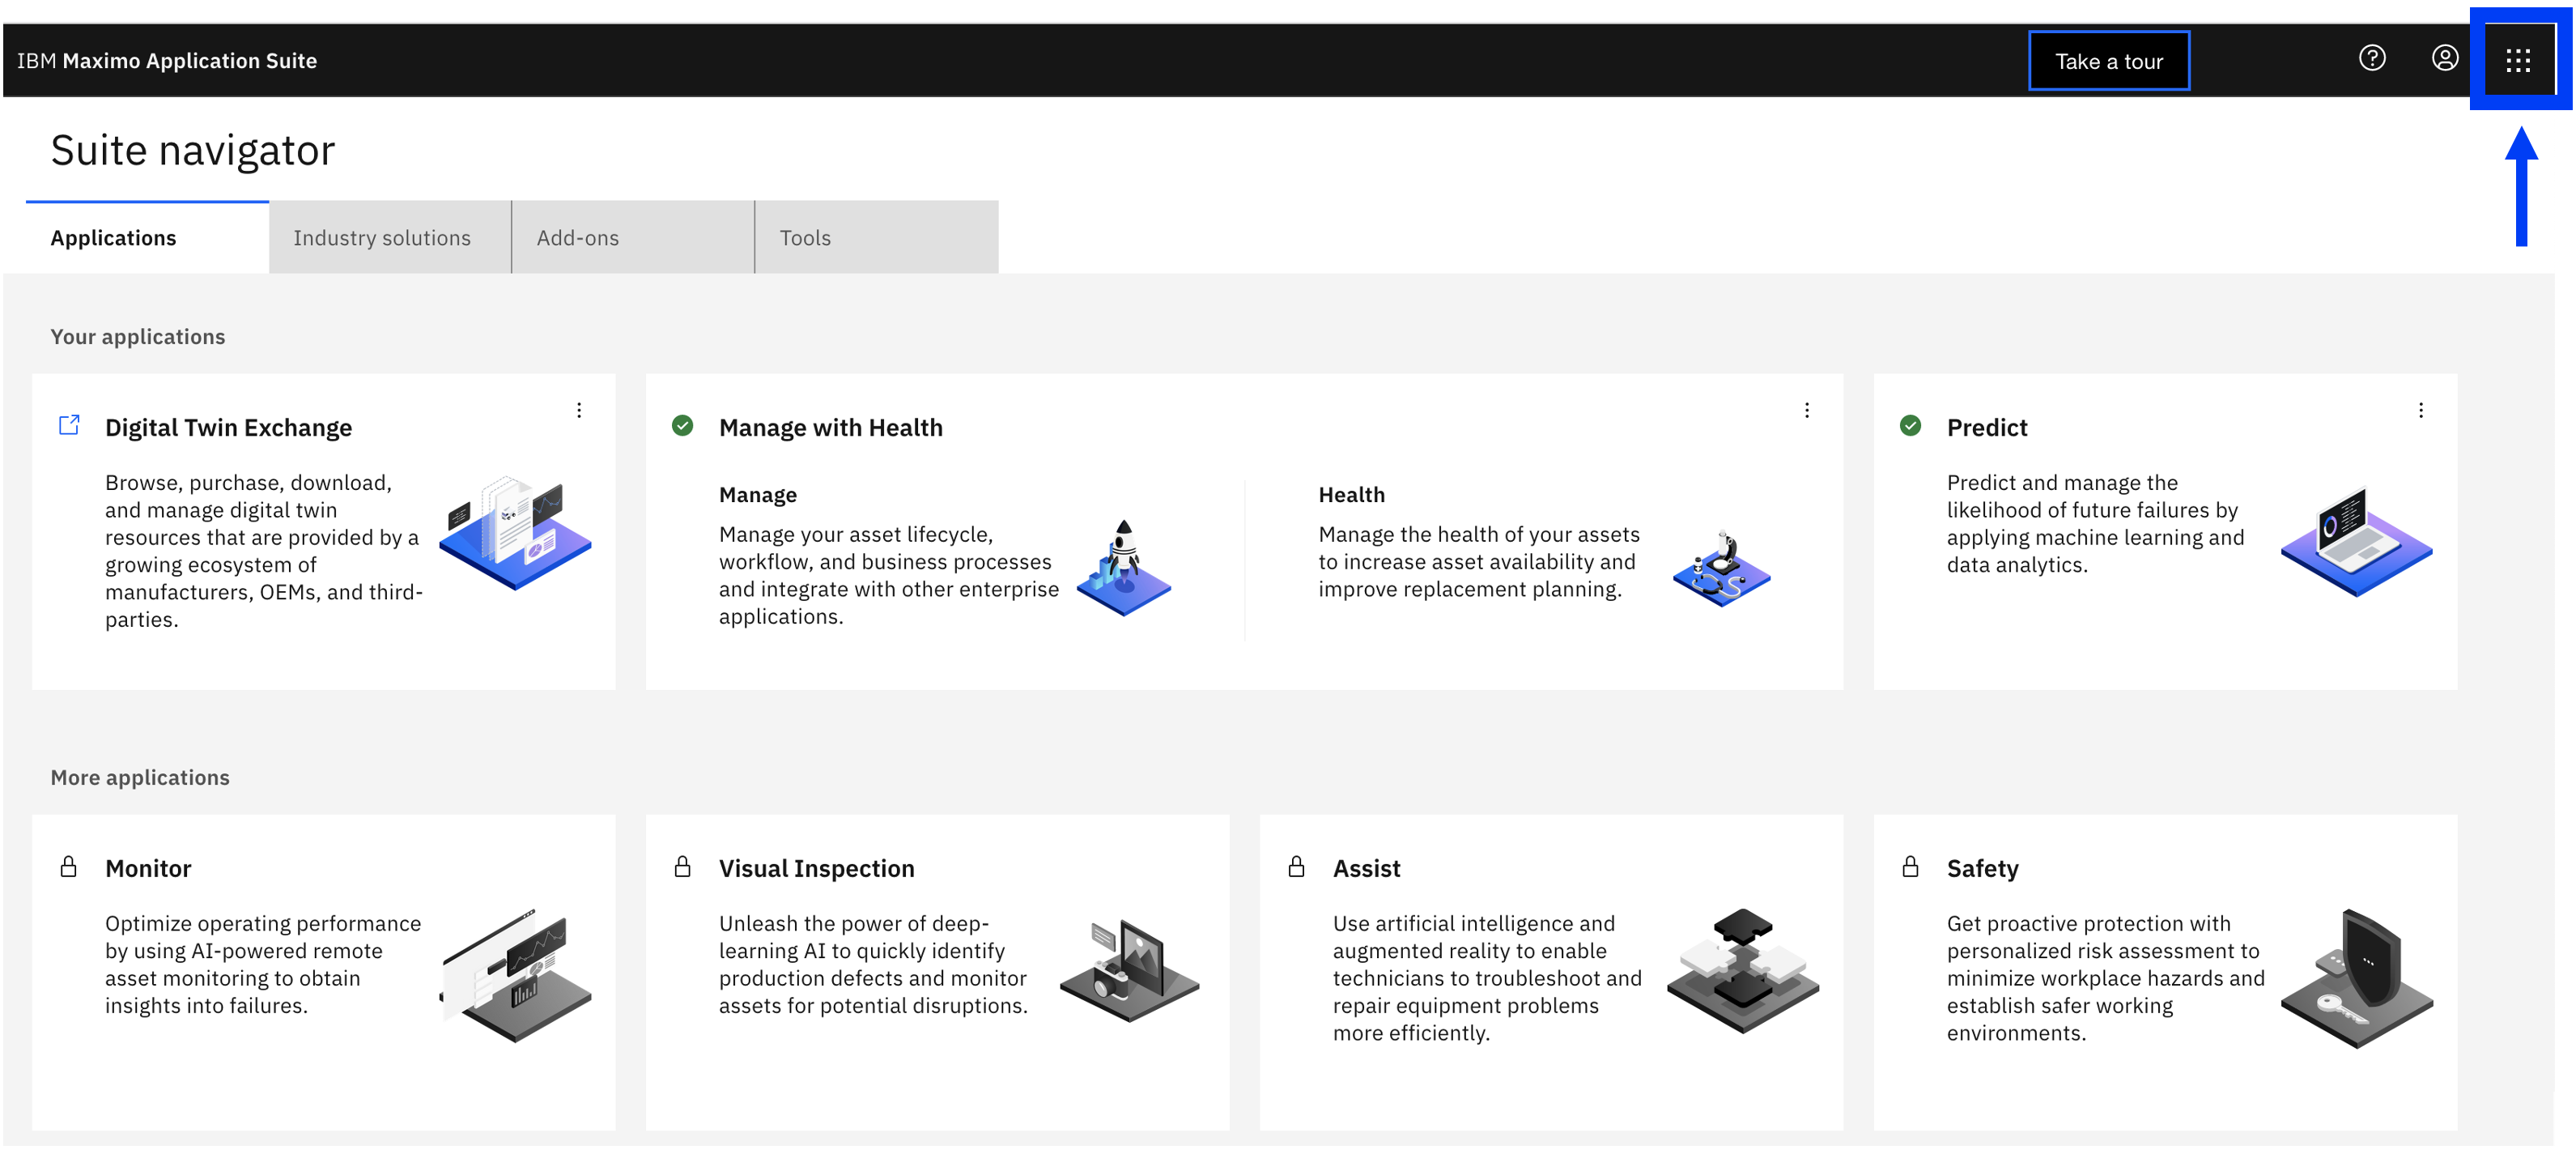 IBM Maximo Application Suite
Take a tour
Suite navigator
Applications
Industry solutions
Add-ons
Tools
Your applications
Digital Twin Exchange
Browse, purchase, download,
and manage digital twin
resources that are provided by a
growing ecosystem of
manufacturers, OEMs, and third-
parties.
Manage with Health
Manage
Manage your asset lifecycle,
workflow, and business processes
and integrate with other enterprise
applications.
Health
Manage the health of your assets
to increase asset availability and
improve replacement planning.
Predict
Predict and manage the
likelihood of future failures by
applying machine learning and
data analytics.
More applications
Monitor
Optimize operating performance
by using AI-powered remote
asset monitoring to obtain
insights into failures.
Visual Inspection
Unleash the power of deep-
learning AI to quickly identify
production defects and monitor
assets for potential disruptions.
Assist
Use artificial intelligence and
augmented reality to enable
technicians to troubleshoot and
repair equipment problems
more efficiently.
Safety
Get proactive protection with
personalized risk assessment to
minimize workplace hazards and
establish safer working
environments.